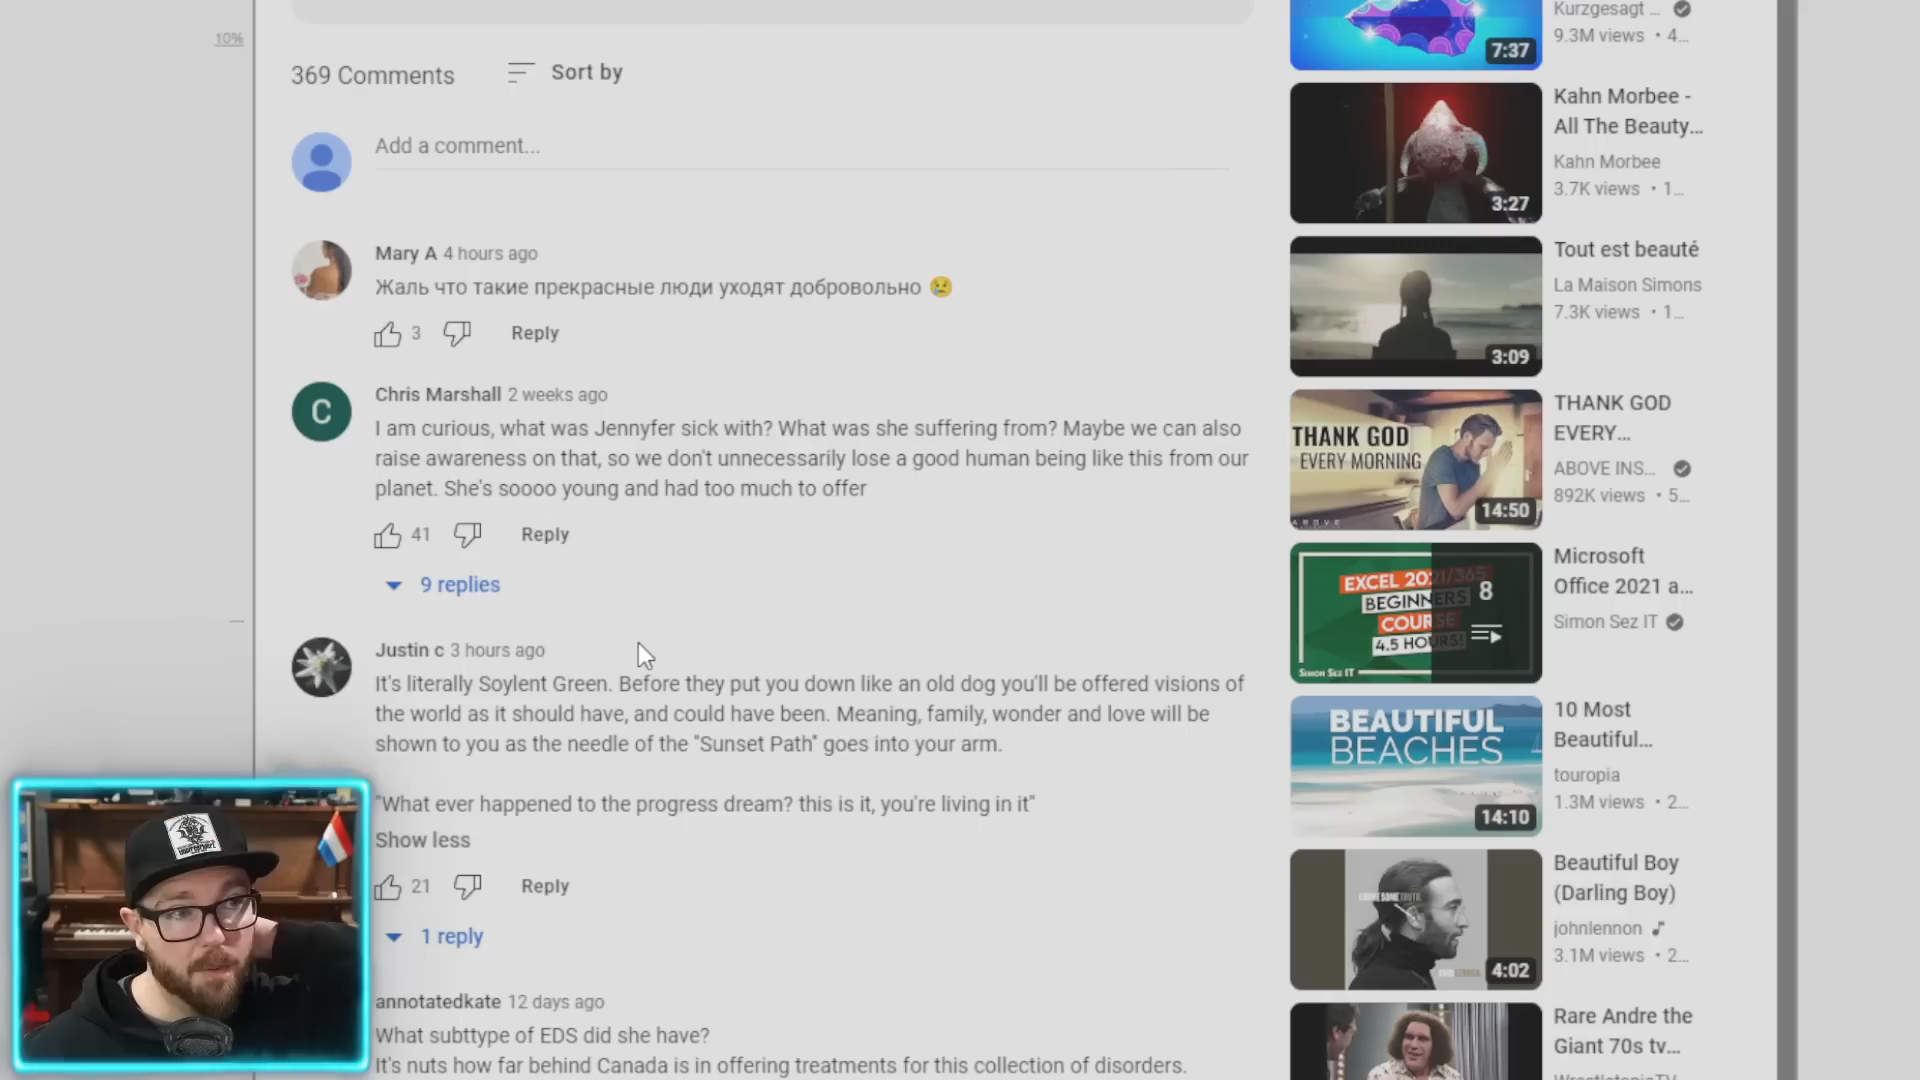 10%
369 Comments
Sort by
Add a comment...
Mary A 4 hours ago
Жаль что такие прекрасные люди уходят добровольно 😢
3
Reply
Chris Marshall 2 weeks ago
I am curious, what was Jennyfer sick with? What was she suffering from? Maybe we can also
raise awareness on that, so we don't unnecessarily lose a good human being like this from our
planet. She's soooo young and had too much to offer
41
Reply
9 replies
Justin c 3 hours ago
It's literally Soylent Green. Before they put you down like an old dog you'll be offered visions of
the world as it should have, and could have been. Meaning, family, wonder and love will be
shown to you as the needle of the "Sunset Path" goes into your arm.
"What ever happened to the progress dream? this is it, you're living in it"
Show less
21
Reply
1 reply
annotatedkate 12 days ago
What subttype of EDS did she have?
It's nuts how far behind Canada is in offering treatments for this collection of disorders.
7:37
Kurzgesagt ...
9.3M views • 4...
3:27
Kahn Morbee -
All The Beauty...
Kahn Morbee
3.7K views • 1...
3:09
Tout est beauté
La Maison Simons
7.3K views • 1...
THANK GOD
EVERY MORNING
ABOVE
14:50
THANK GOD
EVERY...
ABOVE INS...
892K views • 5...
EXCEL 2021/365
BEGINNERS
COURSE
4.5 HOURS!
SIMON SEZ IT
8
Microsoft
Office 2021 a...
Simon Sez IT
BEAUTIFUL
BEACHES
14:10
10 Most
Beautiful...
touropia
1.3M views • 2...
4:02
Beautiful Boy
(Darling Boy)
johnlennon
3.1M views • 2...
Rare Andre the
Giant 70s tv...